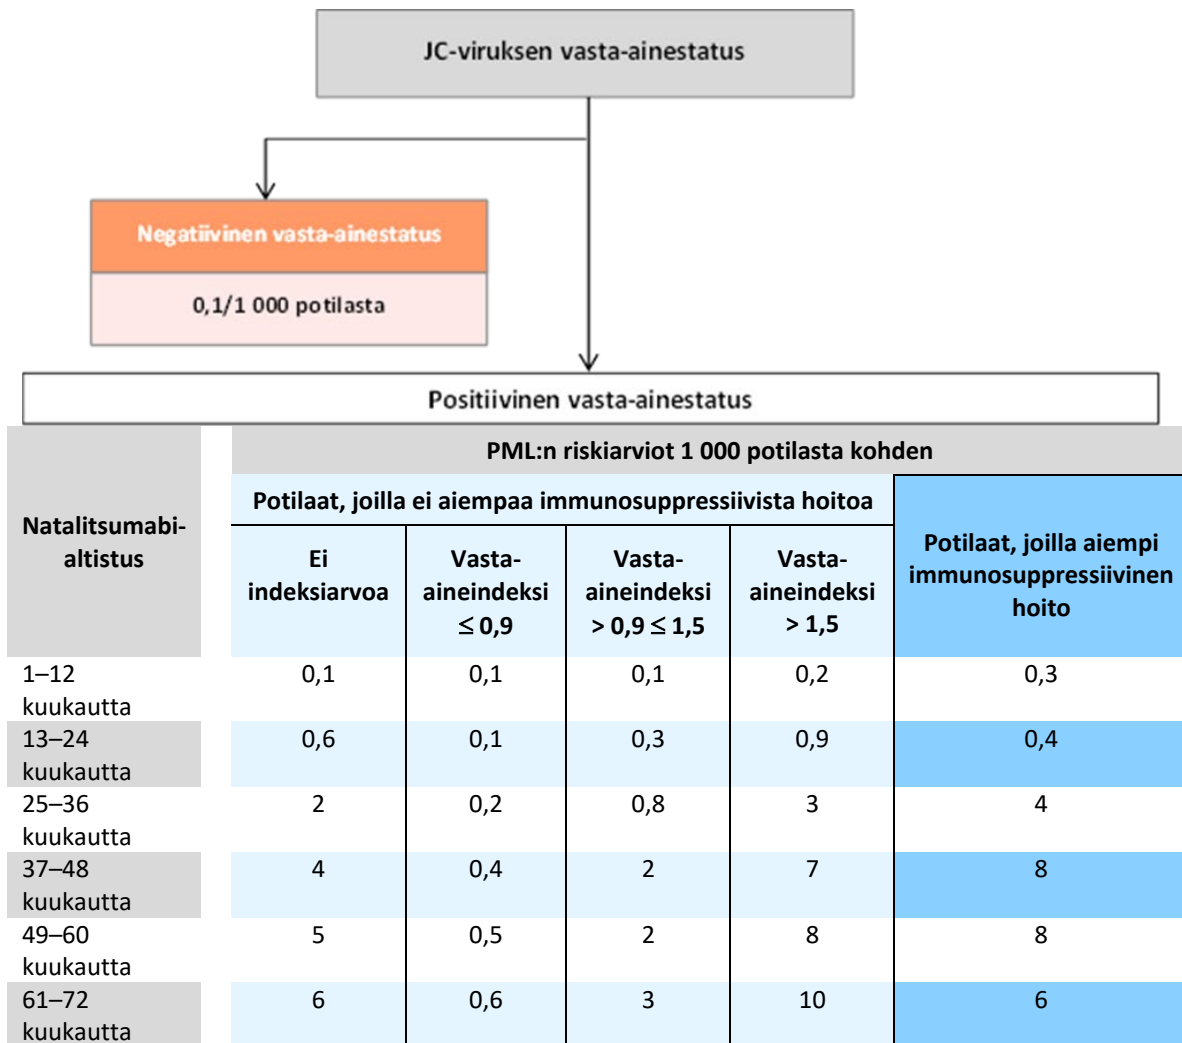 JC-viruksen vasta-ainestatus
Negatiivinen vasta-ainestatus
0,1/1 000 potilasta
Positiivinen vasta-ainestatus
Natalitsumabi-
altistus
PML:n riskiarviot 1 000 potilasta kohden
Potilaat, joilla ei aiempaa immunosuppressiivista hoitoa
Potilaat, joilla aiempi
immunosuppressiivinen
hoito
Ei
indeksiarvoa
Vasta-
aineindeksi
≤ 0,9
Vasta-
aineindeksi
> 0,9 ≤ 1,5
Vasta-
aineindeksi
> 1,5
1–12
kuukautta
0,1
0,1
0,1
0,2
0,3
13–24
kuukautta
0,6
0,1
0,3
0,9
0,4
25–36
kuukautta
2
0,2
0,8
3
4
37–48
kuukautta
4
0,4
2
7
8
49–60
kuukautta
5
0,5
2
8
8
61–72
kuukautta
6
0,6
3
10
6